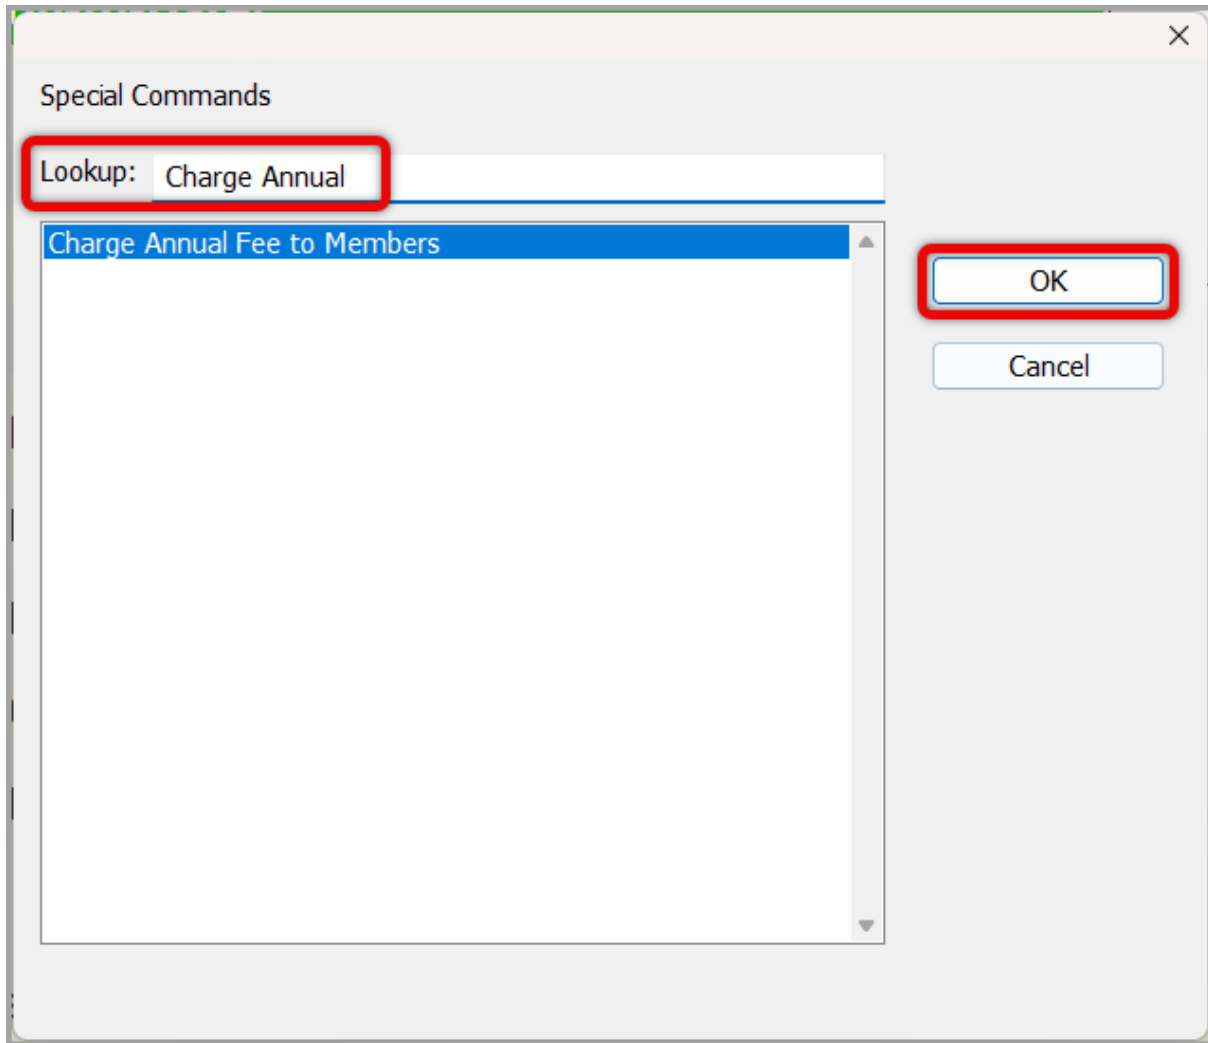 Special Commands
Lookup: Charge Annual
Charge Annual Fee to Members
OK
Cancel